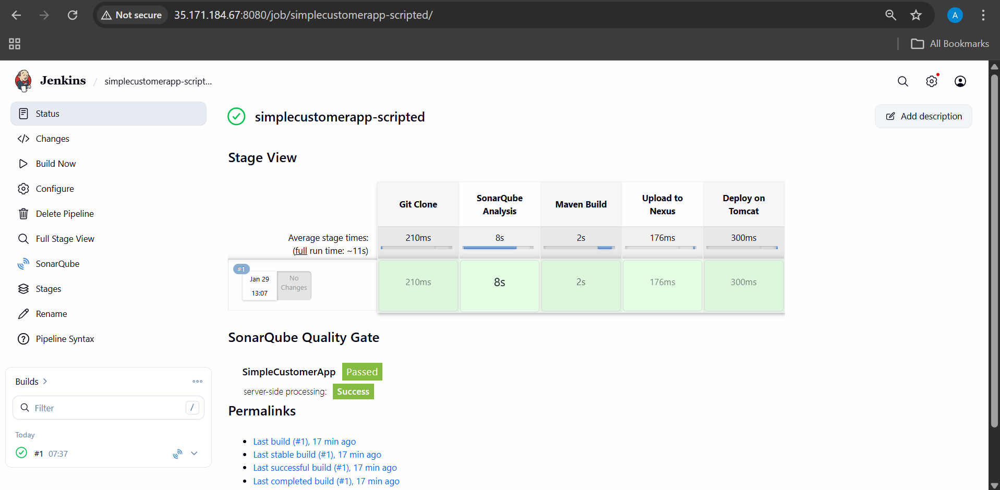 Not secure
35.171.184.67:8080/job/simplecustomerapp-scripted/
A
All Bookmarks
Jenkins / simplecustomerapp-script...
Status
Changes
Build Now
Configure
Delete Pipeline
Full Stage View
SonarQube
Stages
Rename
Pipeline Syntax
Builds
Filter
/
Today
#1 07:37
simplecustomerapp-scripted
Add description
Stage View
Git Clone
SonarQube
Analysis
Maven Build
Upload to
Nexus
Deploy on
Tomcat
Average stage times:
(full run time: ~11s)
210ms
8s
2s
176ms
300ms
#1
Jan 29
13:07
No
Changes
210ms
8s
2s
176ms
300ms
SonarQube Quality Gate
SimpleCustomerApp Passed
server-side processing: Success
Permalinks
Last build (#1), 17 min ago
Last stable build (#1), 17 min ago
Last successful build (#1), 17 min ago
Last completed build (#1), 17 min ago